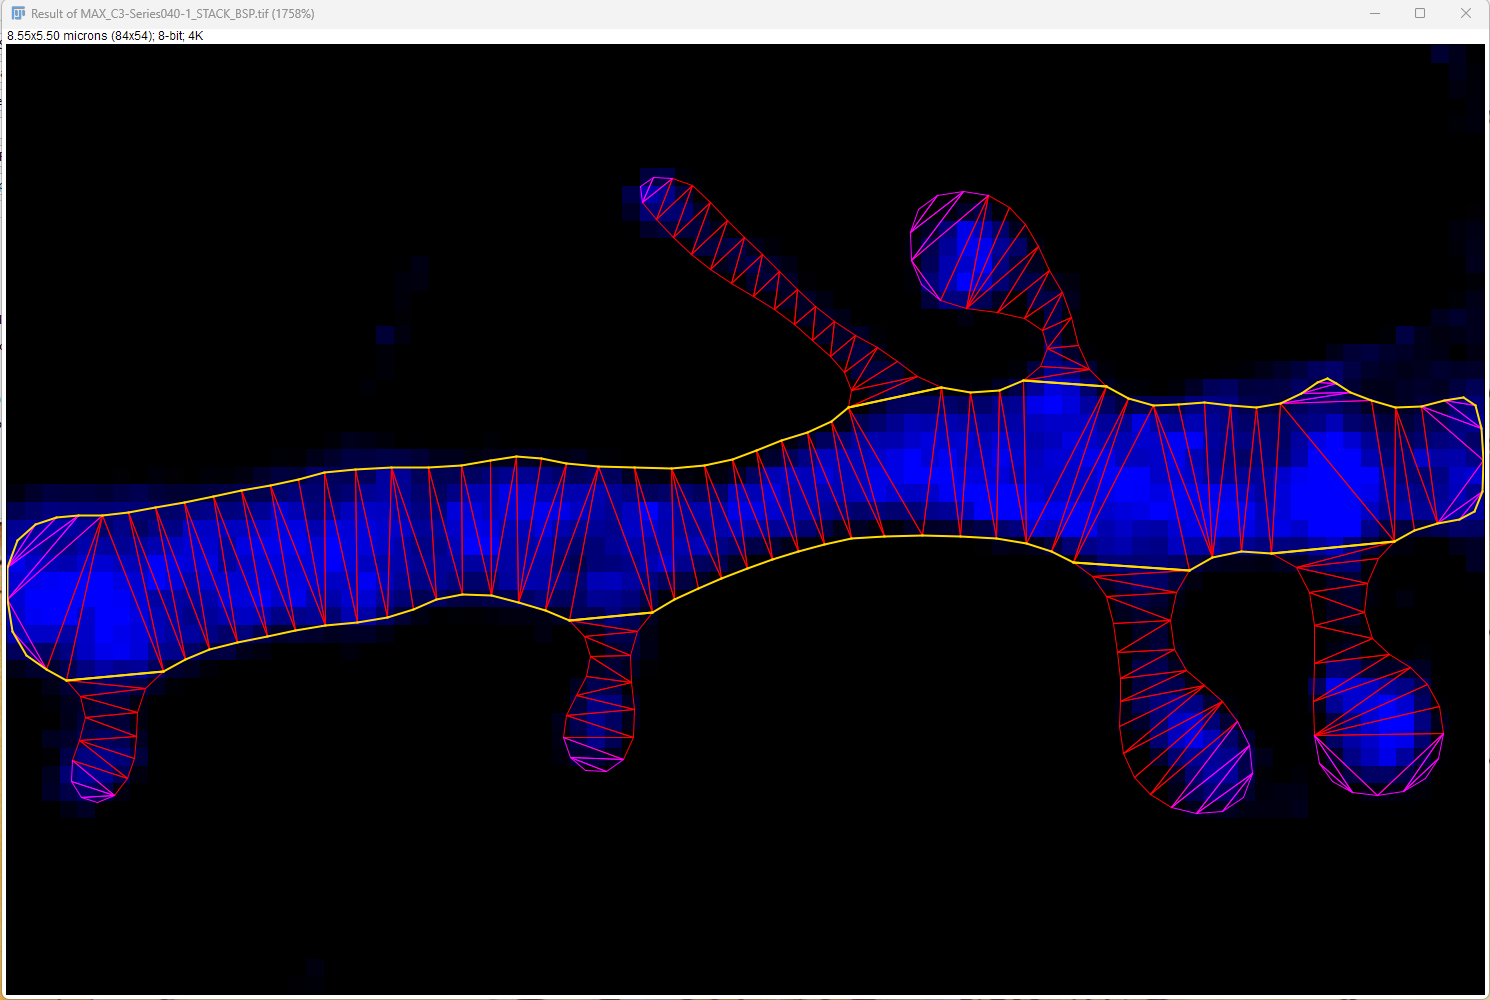 Result of MAX_C3-Series040-1_STACK_BSP.tif (1758%)
8.55x5.50 microns (84x54); 8-bit; 4K